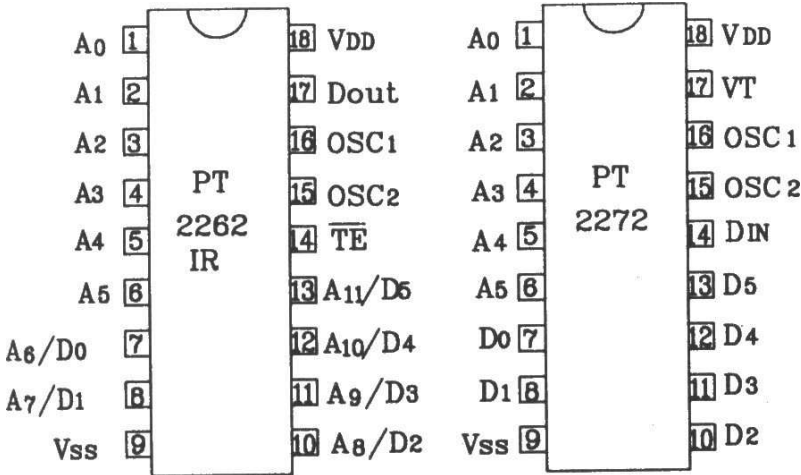 A0 1 18 VDD
A1 2 17 Dout
A2 3 16 OSC1
A3 4 15 OSC2
A4 5 14 TE
A5 6 13 A11/D5
A6/D0 7 12 A10/D4
A7/D1 8 11 A9/D3
Vss 9 10 A8/D2
PT
2262
IR
A0 1 18 VDD
A1 2 17 VT
A2 3 16 OSC1
A3 4 15 OSC2
A4 5 14 DIN
A5 6 13 D5
D0 7 12 D4
D1 8 11 D3
Vss 9 10 D2
PT
2272